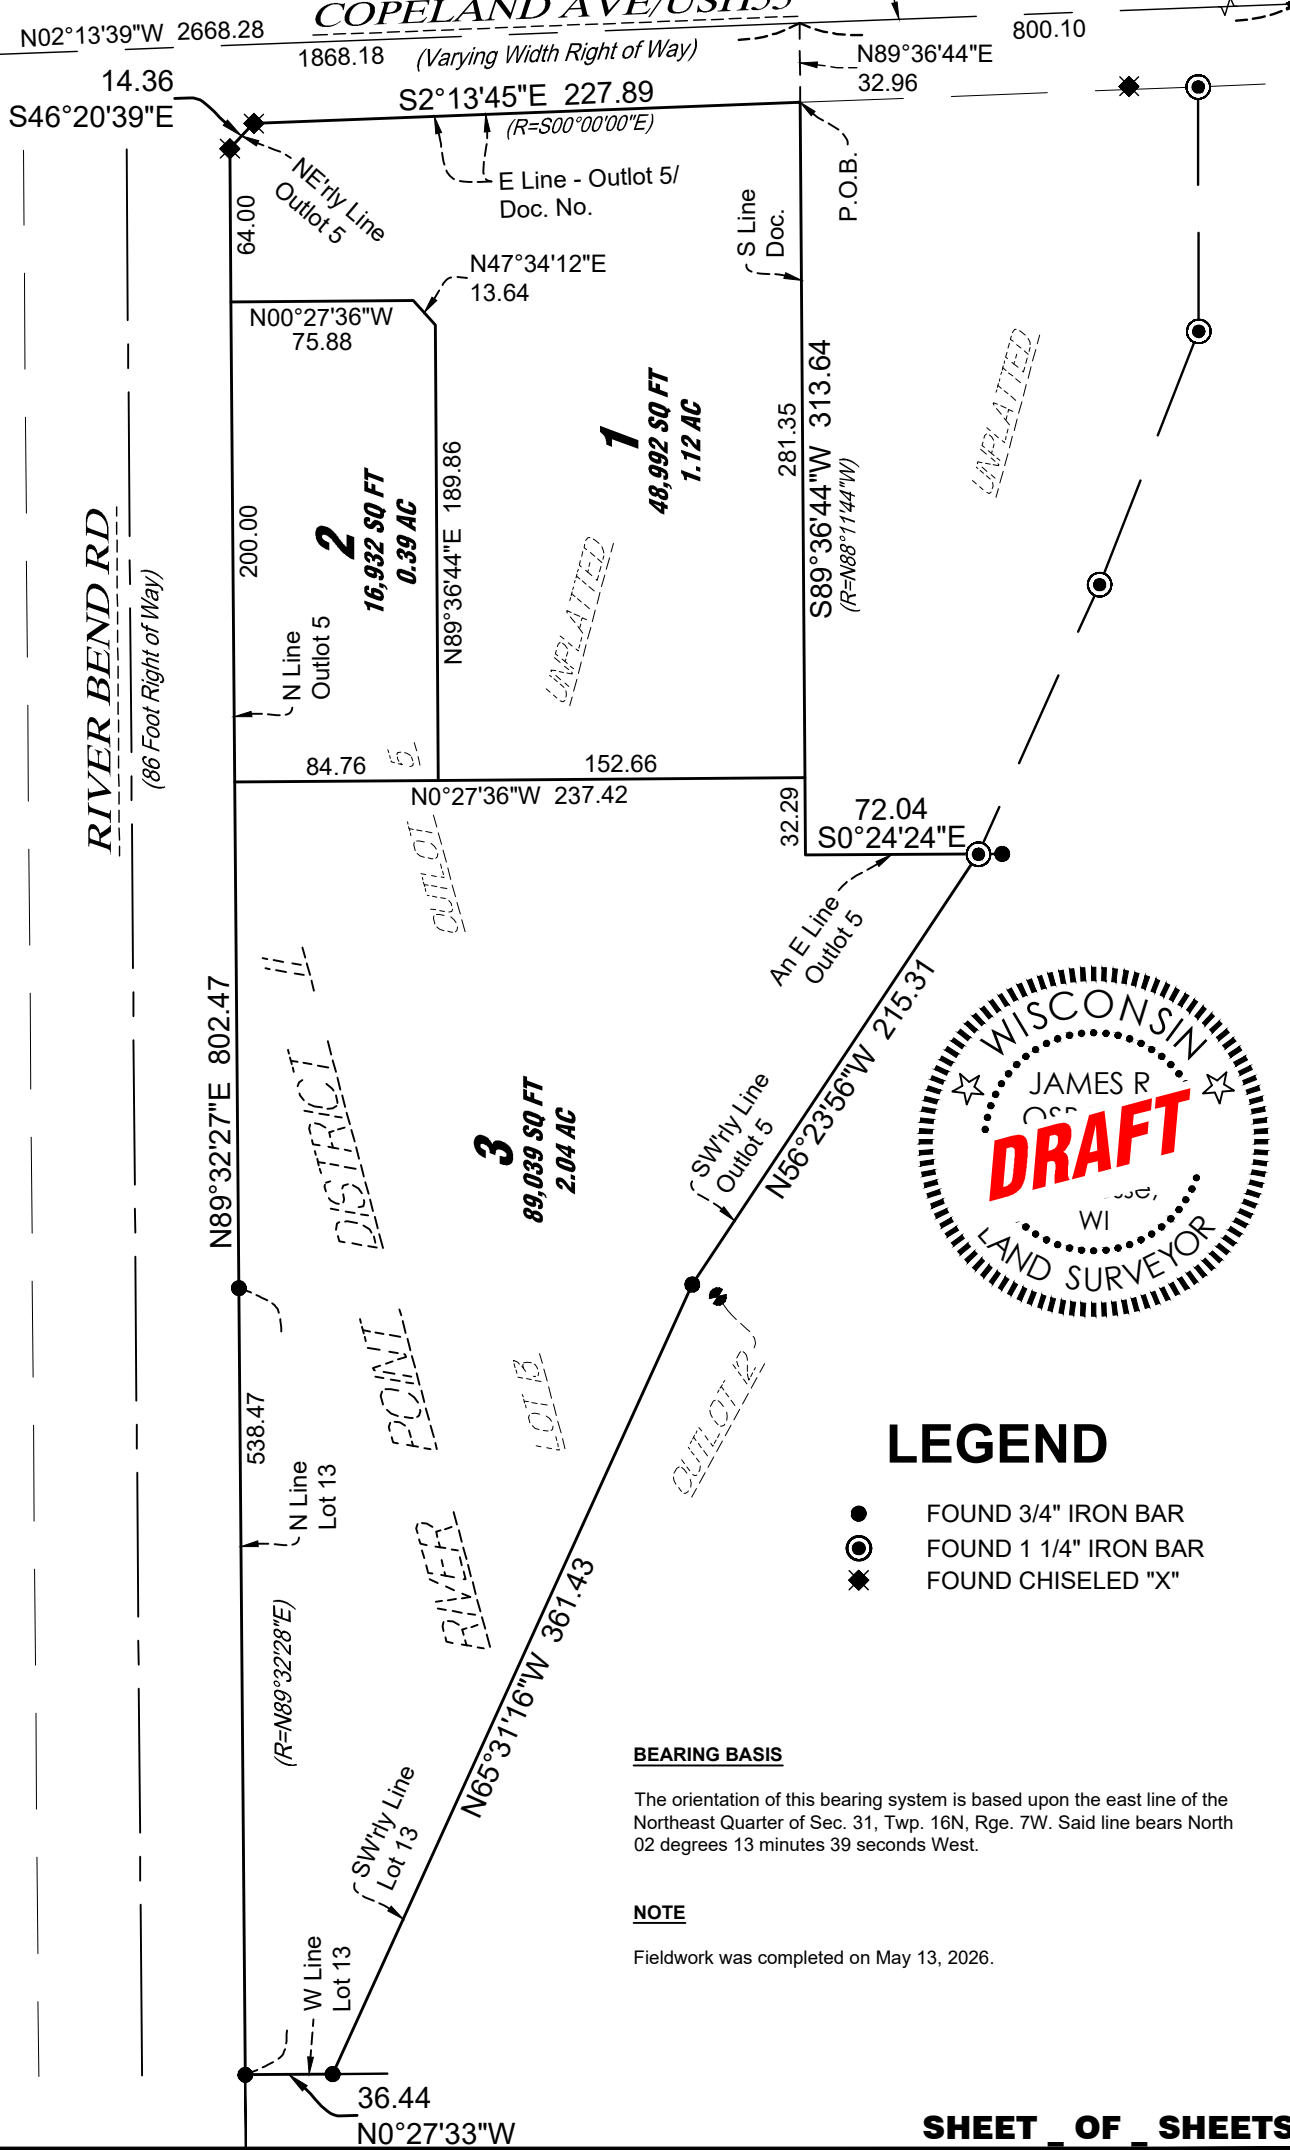 COPELAND AVE/USH53
N02°13'39"W 2668.28
1868.18
(Varying Width Right of Way)
800.10
N89°36'44"E
32.96
14.36
S46°20'39"E
S2°13'45"E 227.89
(R=S00°00'00"E)
E Line - Outlot 5/
Doc. No.
NE'rly Line
Outlot 5
64.00
S Line
Doc.
P.O.B.
N47°34'12"E
13.64
N00°27'36"W
75.88
UNPLATTED
1
48,992 SQ FT
1.12 AC
281.35
S89°36'44"W 313.64
(R=N88°11'44"W)
2
16,932 SQ FT
0.39 AC
N89°36'44"E 189.86
200.00
RIVER BEND RD
(86 Foot Right of Way)
N Line
Outlot 5
UNPLATTED
84.76
5
152.66
N0°27'36"W 237.42
32.29
72.04
S0°24'24"E
OUTLOT
An E Line
Outlot 5
II
N89°32'27"E 802.47
DISTRICT
3
89,039 SQ FT
2.04 AC
N56°23'56"W 215.31
SW'rly Line
Outlot 5
WISCONSIN
JAMES R
DRAFT
WI
LAND SURVEYOR
POINT
LOT 13
OUTLOT 12
538.47
N Line
Lot 13
LEGEND
FOUND 3/4" IRON BAR
FOUND 1 1/4" IRON BAR
FOUND CHISELED "X"
RIVER
(R=N89°32'28"E)
N65°31'16"W 361.43
SW'rly Line
Lot 13
BEARING BASIS
The orientation of this bearing system is based upon the east line of the
Northeast Quarter of Sec. 31, Twp. 16N, Rge. 7W. Said line bears North
02 degrees 13 minutes 39 seconds West.
NOTE
Fieldwork was completed on May 13, 2026.
W Line
Lot 13
36.44
N0°27'33"W
SHEET _ OF _ SHEETS